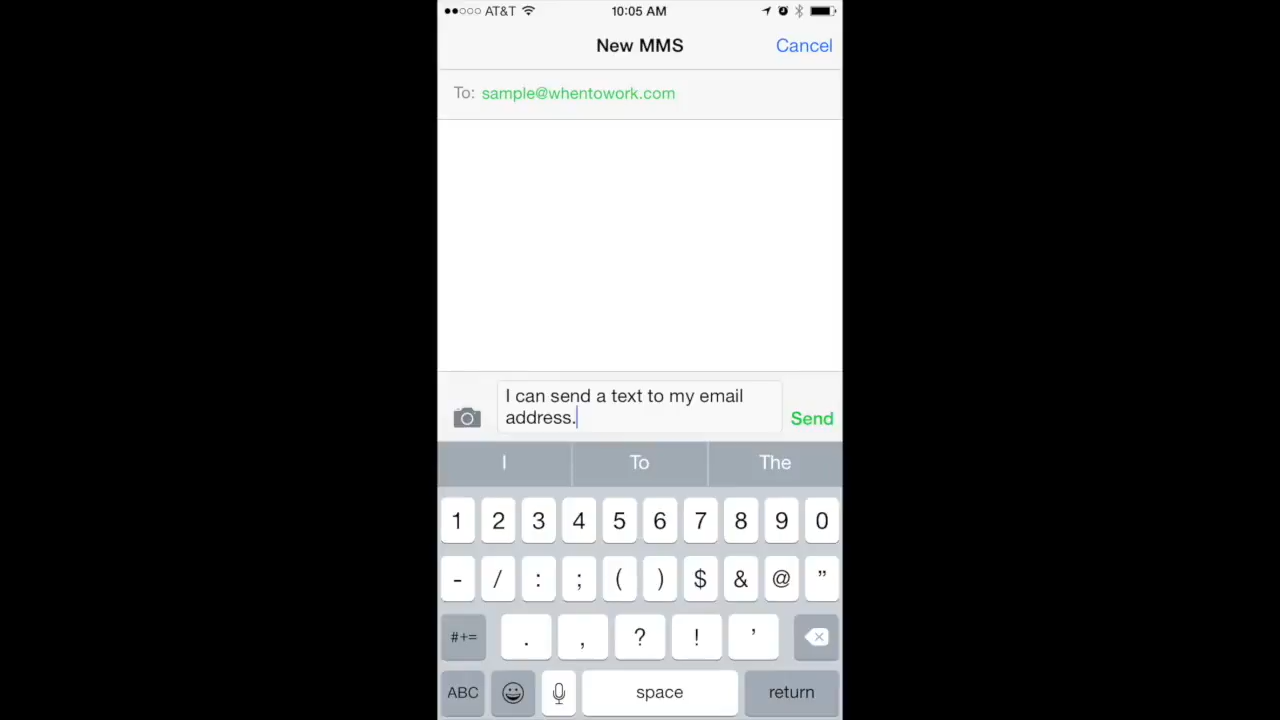 AT&T 10:05 AM
New MMS Cancel
To: sample@whentowork.com
I can send a text to my email
address.
Send
I To The
1 2 3 4 5 6 7 8 9 0
- / : ; ( ) $ & @ "
#+= . , ? ! '
ABC space return